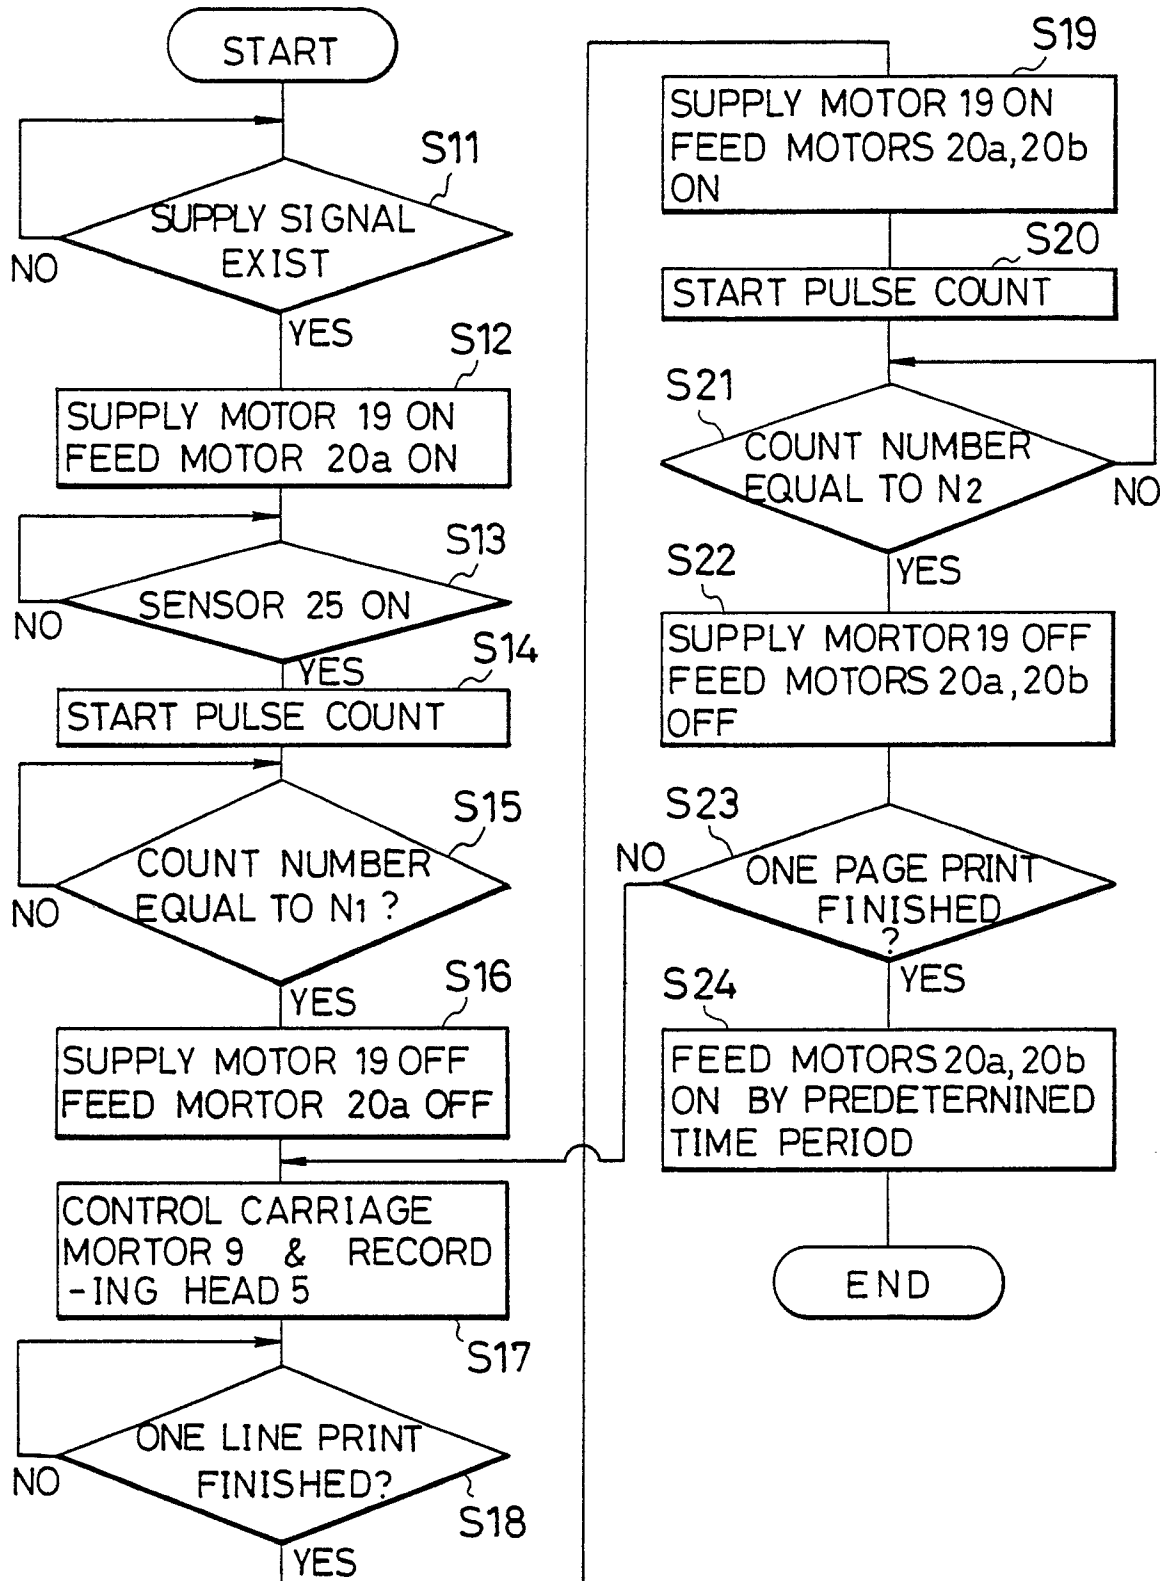 START
S11
SUPPLY SIGNAL
EXIST
NO
YES
S12
SUPPLY MOTOR 19 ON
FEED MOTOR 20a ON
S13
SENSOR 25 ON
NO
YES
S14
START PULSE COUNT
S15
COUNT NUMBER
EQUAL TO N1?
NO
YES
S16
SUPPLY MOTOR 19 OFF
FEED MORTOR 20a OFF
CONTROL CARRIAGE
MORTOR 9 & RECORD
-ING HEAD 5
S17
ONE LINE PRINT
FINISHED?
NO
S18
YES
S19
SUPPLY MOTOR 19 ON
FEED MOTORS 20a, 20b
ON
S20
START PULSE COUNT
S21
COUNT NUMBER
EQUAL TO N2
NO
YES
S22
SUPPLY MORTOR 19 OFF
FEED MOTORS 20a, 20b
OFF
S23
NO
ONE PAGE PRINT
FINISHED
?
YES
S24
FEED MOTORS 20a, 20b
ON BY PREDETERNINED
TIME PERIOD
END